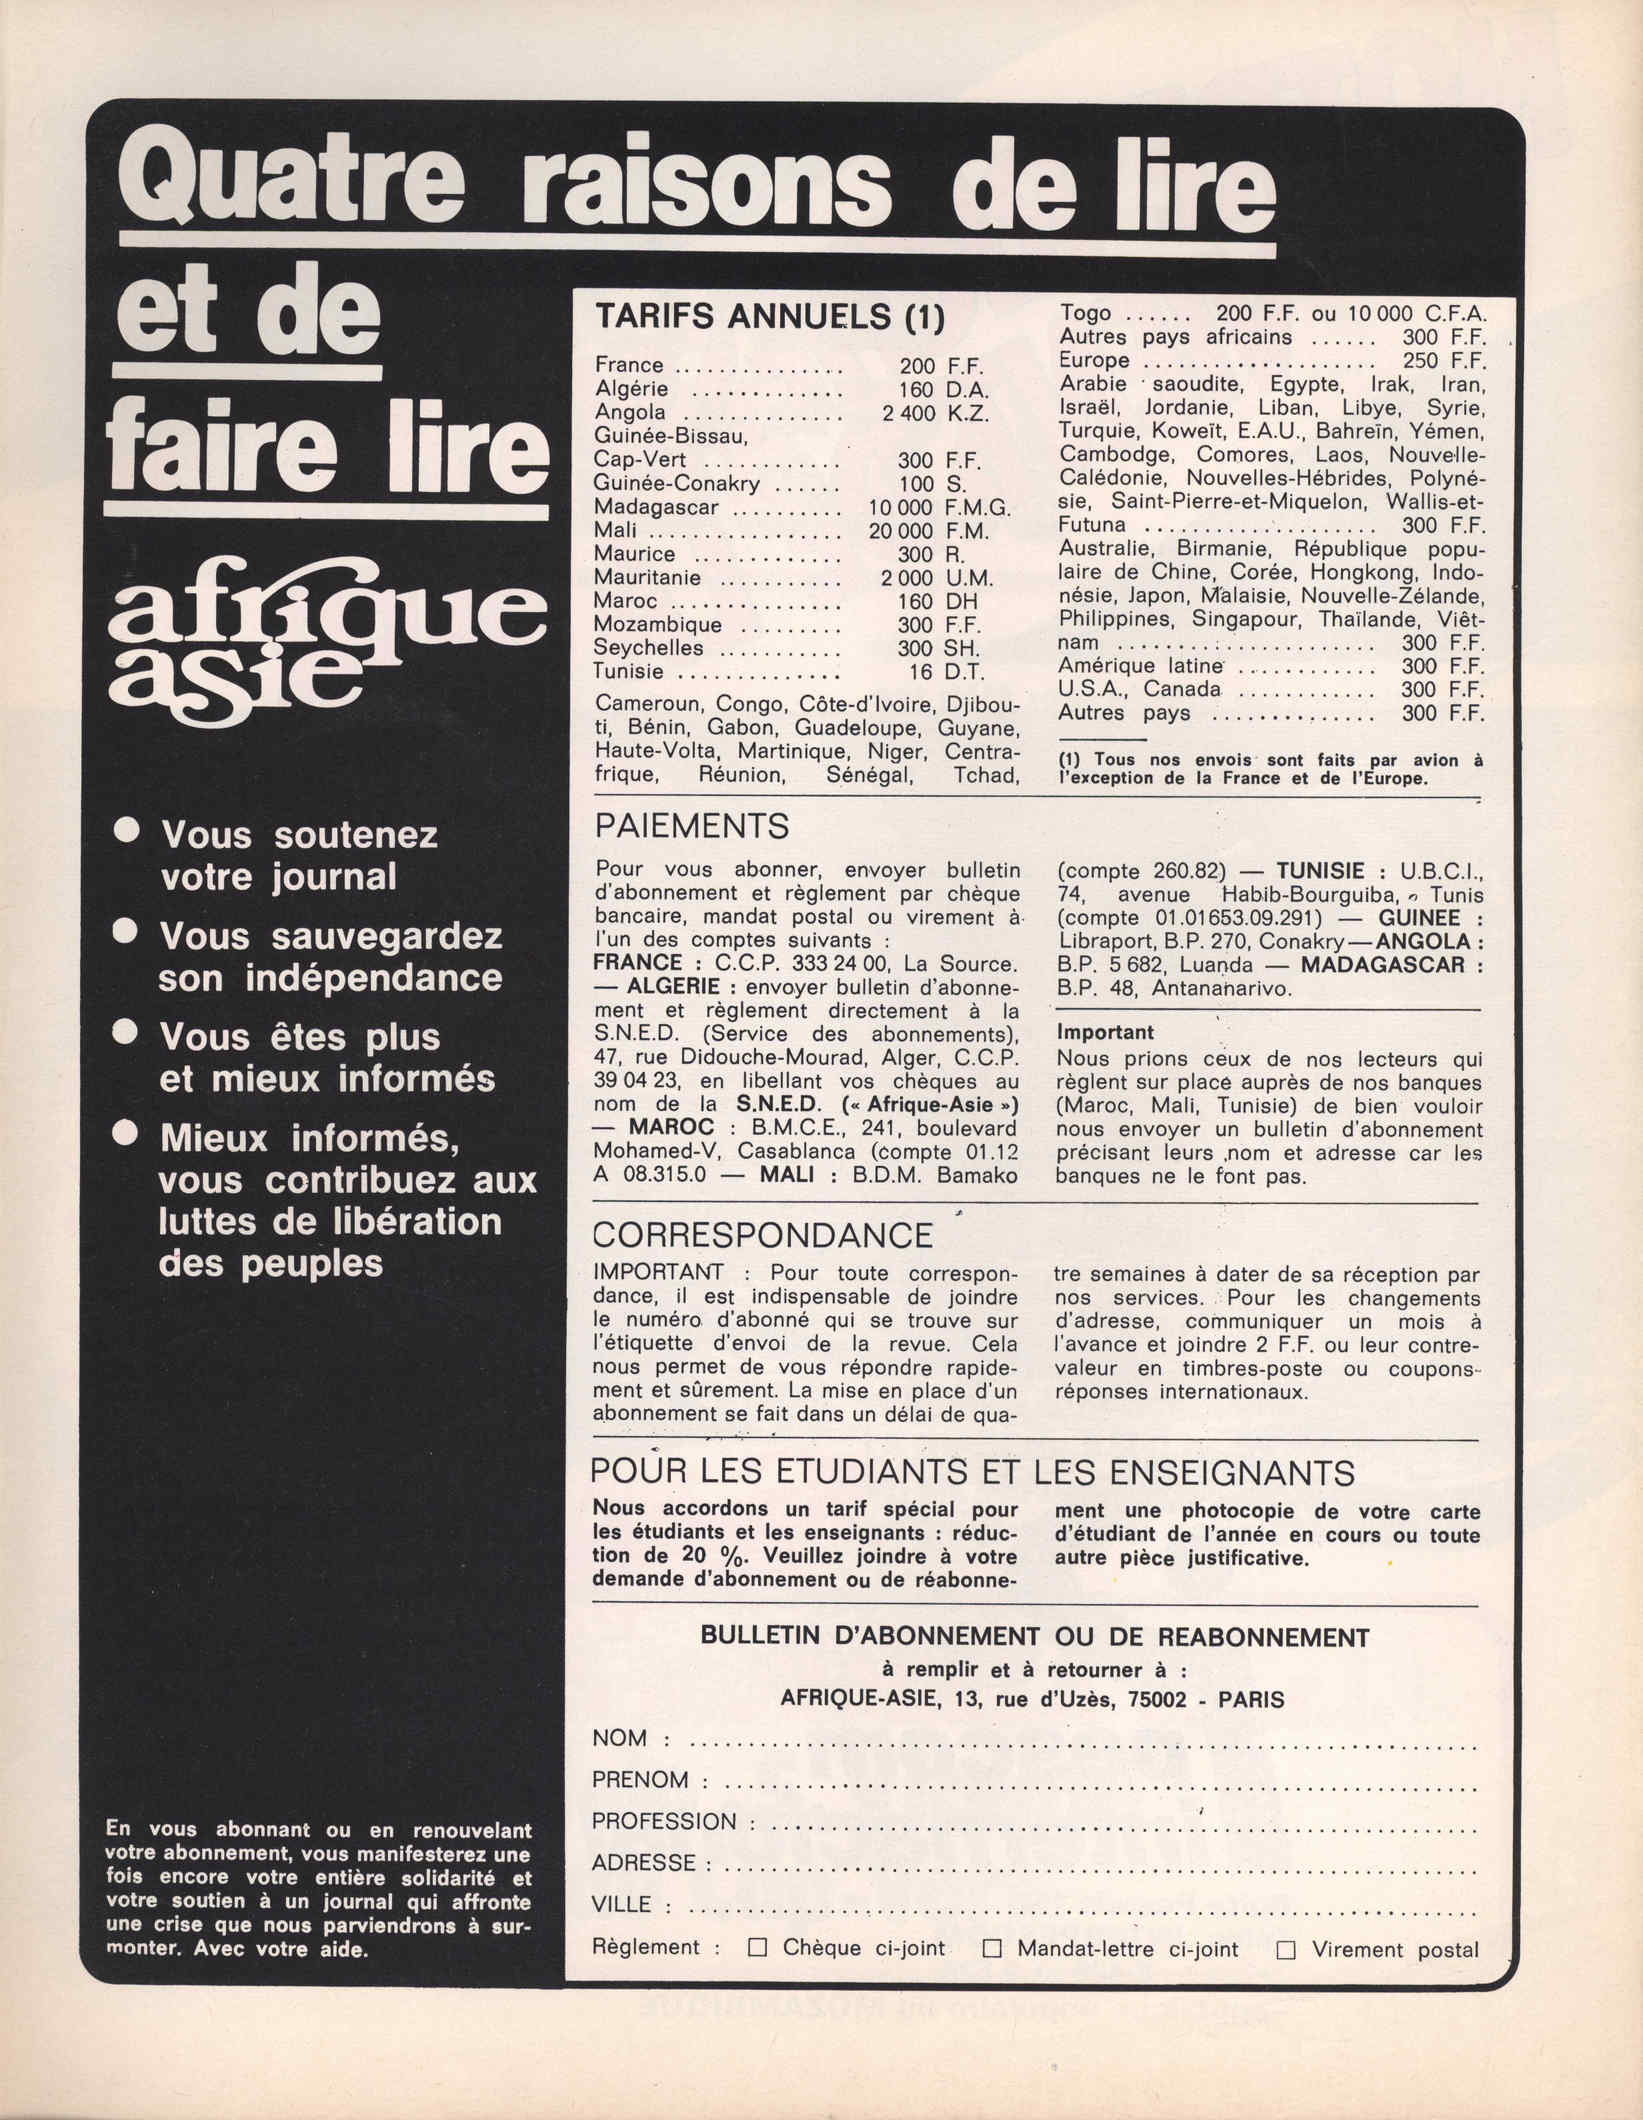 Quatre raisons de lire
et de
faire lire
afrique
asie
● Vous soutenez
votre journal
● Vous sauvegardez
son indépendance
● Vous êtes plus
et mieux informés
● Mieux informés,
vous contribuez aux
luttes de libération
des peuples
En vous abonnant ou en renouvelant
votre abonnement, vous manifesterez une
fois encore votre entière solidarité et
votre soutien à un journal qui affronte
une crise que nous parviendrons à sur-
monter. Avec votre aide.
TARIFS ANNUELS (1)
France ............... 200 F.F.
Algérie ............. 160 D.A.
Angola .............. 2 400 K.Z.
Guinée-Bissau,
Cap-Vert ............ 300 F.F.
Guinée-Conakry ...... 100 S.
Madagascar .......... 10 000 F.M.G.
Mali ................. 20 000 F.M.
Maurice ............. 300 R.
Mauritanie ........... 2 000 U.M.
Maroc ............... 160 DH
Mozambique ......... 300 F.F.
Seychelles ........... 300 SH.
Tunisie .............. 16 D.T.
Cameroun, Congo, Côte-d'Ivoire, Djibou-
ti, Bénin, Gabon, Guadeloupe, Guyane,
Haute-Volta, Martinique, Niger, Centra-
frique, Réunion, Sénégal, Tchad,
Togo ...... 200 F.F. ou 10 000 C.F.A.
Autres pays africains ...... 300 F.F.
Europe .................... 250 F.F.
Arabie saoudite, Egypte, Irak, Iran,
Israël, Jordanie, Liban, Libye, Syrie,
Turquie, Koweït, E.A.U., Bahreïn, Yémen,
Cambodge, Comores, Laos, Nouvelle-
Calédonie, Nouvelles-Hébrides, Polyné-
sie, Saint-Pierre-et-Miquelon, Wallis-et-
Futuna .................... 300 F.F.
Australie, Birmanie, République popu-
laire de Chine, Corée, Hongkong, Indo-
nésie, Japon, Malaisie, Nouvelle-Zélande,
Philippines, Singapour, Thaïlande, Viêt-
nam ...................... 300 F.F.
Amérique latine ............ 300 F.F.
U.S.A., Canada ............ 300 F.F.
Autres pays .............. 300 F.F.
(1) Tous nos envois sont faits par avion à
l'exception de la France et de l'Europe.
PAIEMENTS
Pour vous abonner, envoyer bulletin
d'abonnement et règlement par chèque
bancaire, mandat postal ou virement à
l'un des comptes suivants :
FRANCE : C.C.P. 333 24 00, La Source.
— ALGERIE : envoyer bulletin d'abonne-
ment et règlement directement à la
S.N.E.D. (Service des abonnements),
47, rue Didouche-Mourad, Alger, C.C.P.
39 04 23, en libellant vos chèques au
nom de la S.N.E.D. (« Afrique-Asie »)
— MAROC : B.M.C.E., 241, boulevard
Mohamed-V, Casablanca (compte 01.12
A 08.315.0 — MALI : B.D.M. Bamako
(compte 260.82) — TUNISIE : U.B.C.I.,
74, avenue Habib-Bourguiba, Tunis
(compte 01.01653.09.291) — GUINEE :
Libraport, B.P. 270, Conakry — ANGOLA :
B.P. 5 682, Luanda — MADAGASCAR :
B.P. 48, Antananarivo.
Important
Nous prions ceux de nos lecteurs qui
règlent sur place auprès de nos banques
(Maroc, Mali, Tunisie) de bien vouloir
nous envoyer un bulletin d'abonnement
précisant leurs nom et adresse car les
banques ne le font pas.
CORRESPONDANCE
IMPORTANT : Pour toute correspon-
dance, il est indispensable de joindre
le numéro d'abonné qui se trouve sur
l'étiquette d'envoi de la revue. Cela
nous permet de vous répondre rapide-
ment et sûrement. La mise en place d'un
abonnement se fait dans un délai de qua-
tre semaines à dater de sa réception par
nos services. Pour les changements
d'adresse, communiquer un mois à
l'avance et joindre 2 F.F. ou leur contre-
valeur en timbres-poste ou coupons-
réponses internationaux.
POUR LES ETUDIANTS ET LES ENSEIGNANTS
Nous accordons un tarif spécial pour
les étudiants et les enseignants : réduc-
tion de 20 %. Veuillez joindre à votre
demande d'abonnement ou de réabonne-
ment une photocopie de votre carte
d'étudiant de l'année en cours ou toute
autre pièce justificative.
BULLETIN D'ABONNEMENT OU DE REABONNEMENT
à remplir et à retourner à :
AFRIQUE-ASIE, 13, rue d'Uzès, 75002 - PARIS
NOM : ..................................................................
PRENOM : ..............................................................
PROFESSION : ..........................................................
ADRESSE : ..............................................................
VILLE : .................................................................
Règlement : ☐ Chèque ci-joint ☐ Mandat-lettre ci-joint ☐ Virement postal